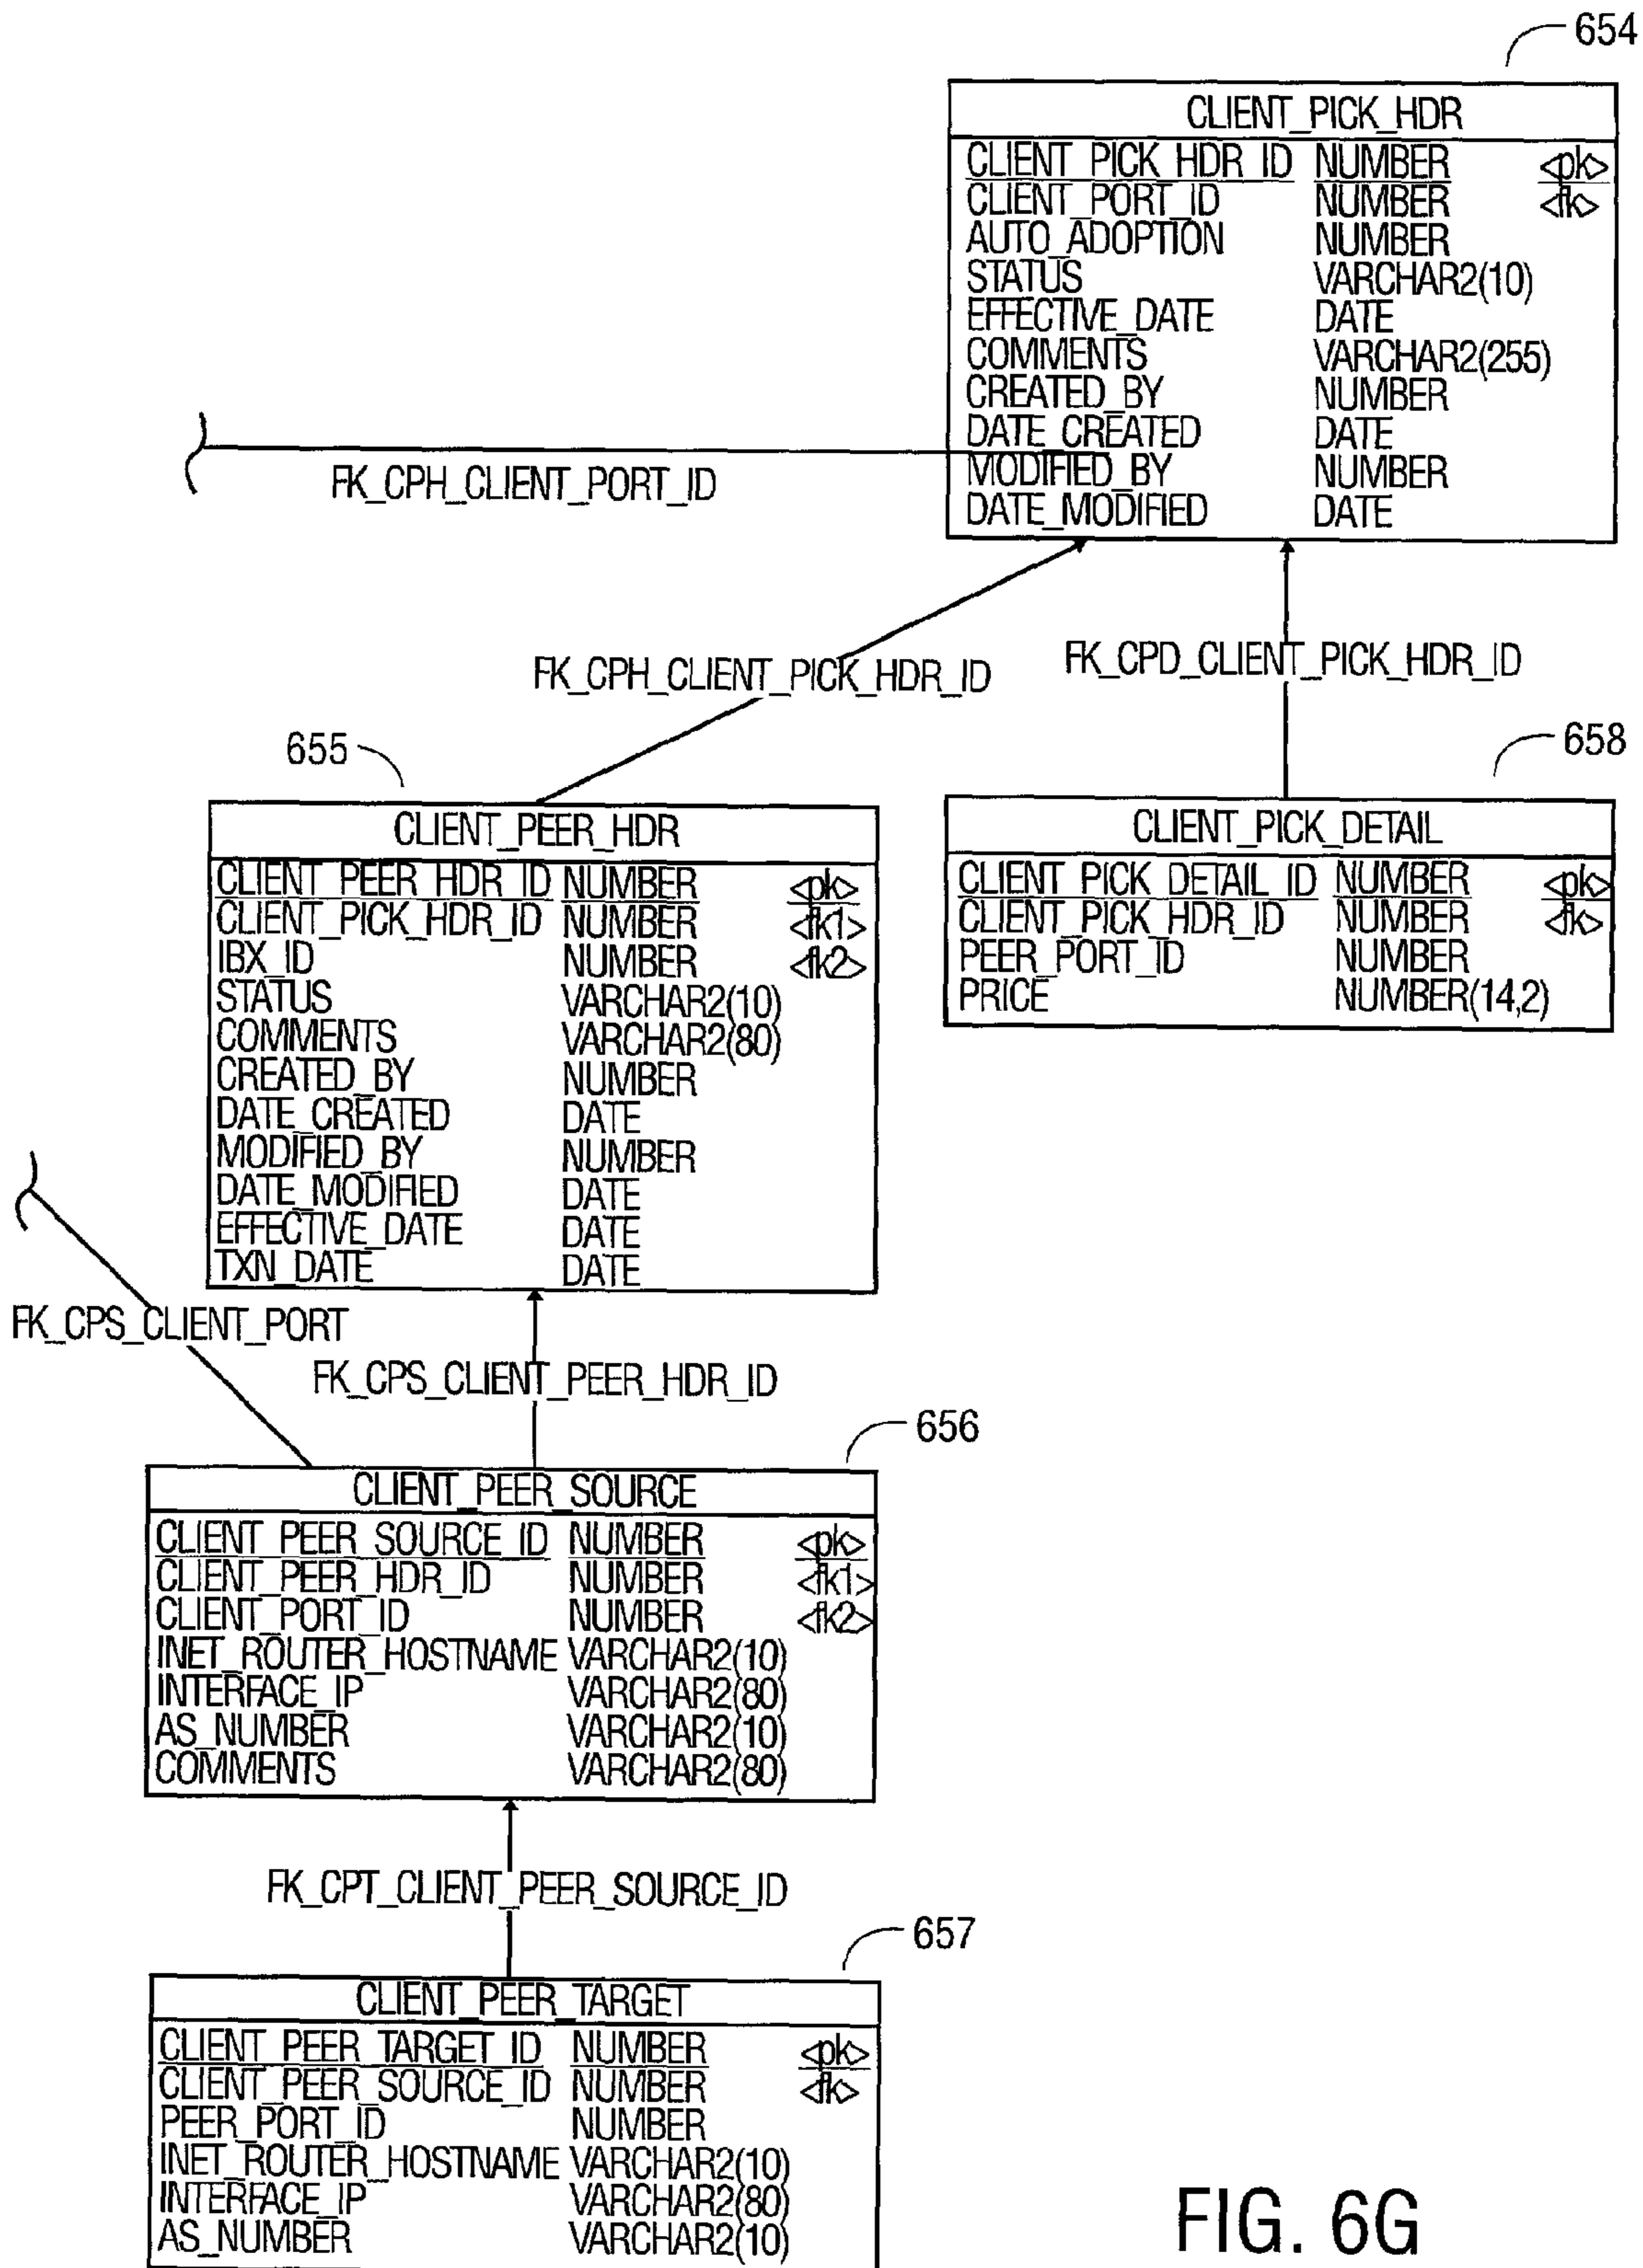 654
CLIENT_PICK_HDR
CLIENT_PICK_HDR_ID NUMBER <pk>
CLIENT_PORT_ID NUMBER <fk>
AUTO_ADOPTION NUMBER
STATUS VARCHAR2(10)
EFFECTIVE_DATE DATE
COMMENTS VARCHAR2(255)
CREATED_BY NUMBER
DATE_CREATED DATE
MODIFIED_BY NUMBER
DATE_MODIFIED DATE
FK_CPH_CLIENT_PORT_ID
FK_CPH_CLIENT_PICK_HDR_ID
FK_CPD_CLIENT_PICK_HDR_ID
655
CLIENT_PEER_HDR
CLIENT_PEER_HDR_ID NUMBER <pk>
CLIENT_PICK_HDR_ID NUMBER <fk1>
IBX_ID NUMBER <fk2>
STATUS VARCHAR2(10)
COMMENTS VARCHAR2(80)
CREATED_BY NUMBER
DATE_CREATED DATE
MODIFIED_BY NUMBER
DATE_MODIFIED DATE
EFFECTIVE_DATE DATE
TXN_DATE DATE
658
CLIENT_PICK_DETAIL
CLIENT_PICK_DETAIL_ID NUMBER <pk>
CLIENT_PICK_HDR_ID NUMBER <fk>
PEER_PORT_ID NUMBER
PRICE NUMBER(14,2)
FK_CPS_CLIENT_PORT
FK_CPS_CLIENT_PEER_HDR_ID
656
CLIENT_PEER_SOURCE
CLIENT_PEER_SOURCE_ID NUMBER <pk>
CLIENT_PEER_HDR_ID NUMBER <fk1>
CLIENT_PORT_ID NUMBER <fk2>
INET_ROUTER_HOSTNAME VARCHAR2(10)
INTERFACE_IP VARCHAR2(80)
AS_NUMBER VARCHAR2(10)
COMMENTS VARCHAR2(80)
FK_CPT_CLIENT_PEER_SOURCE_ID
657
CLIENT_PEER_TARGET
CLIENT_PEER_TARGET_ID NUMBER <pk>
CLIENT_PEER_SOURCE_ID NUMBER <fk>
PEER_PORT_ID NUMBER
INET_ROUTER_HOSTNAME VARCHAR2(10)
INTERFACE_IP VARCHAR2(80)
AS_NUMBER VARCHAR2(10)
FIG. 6G